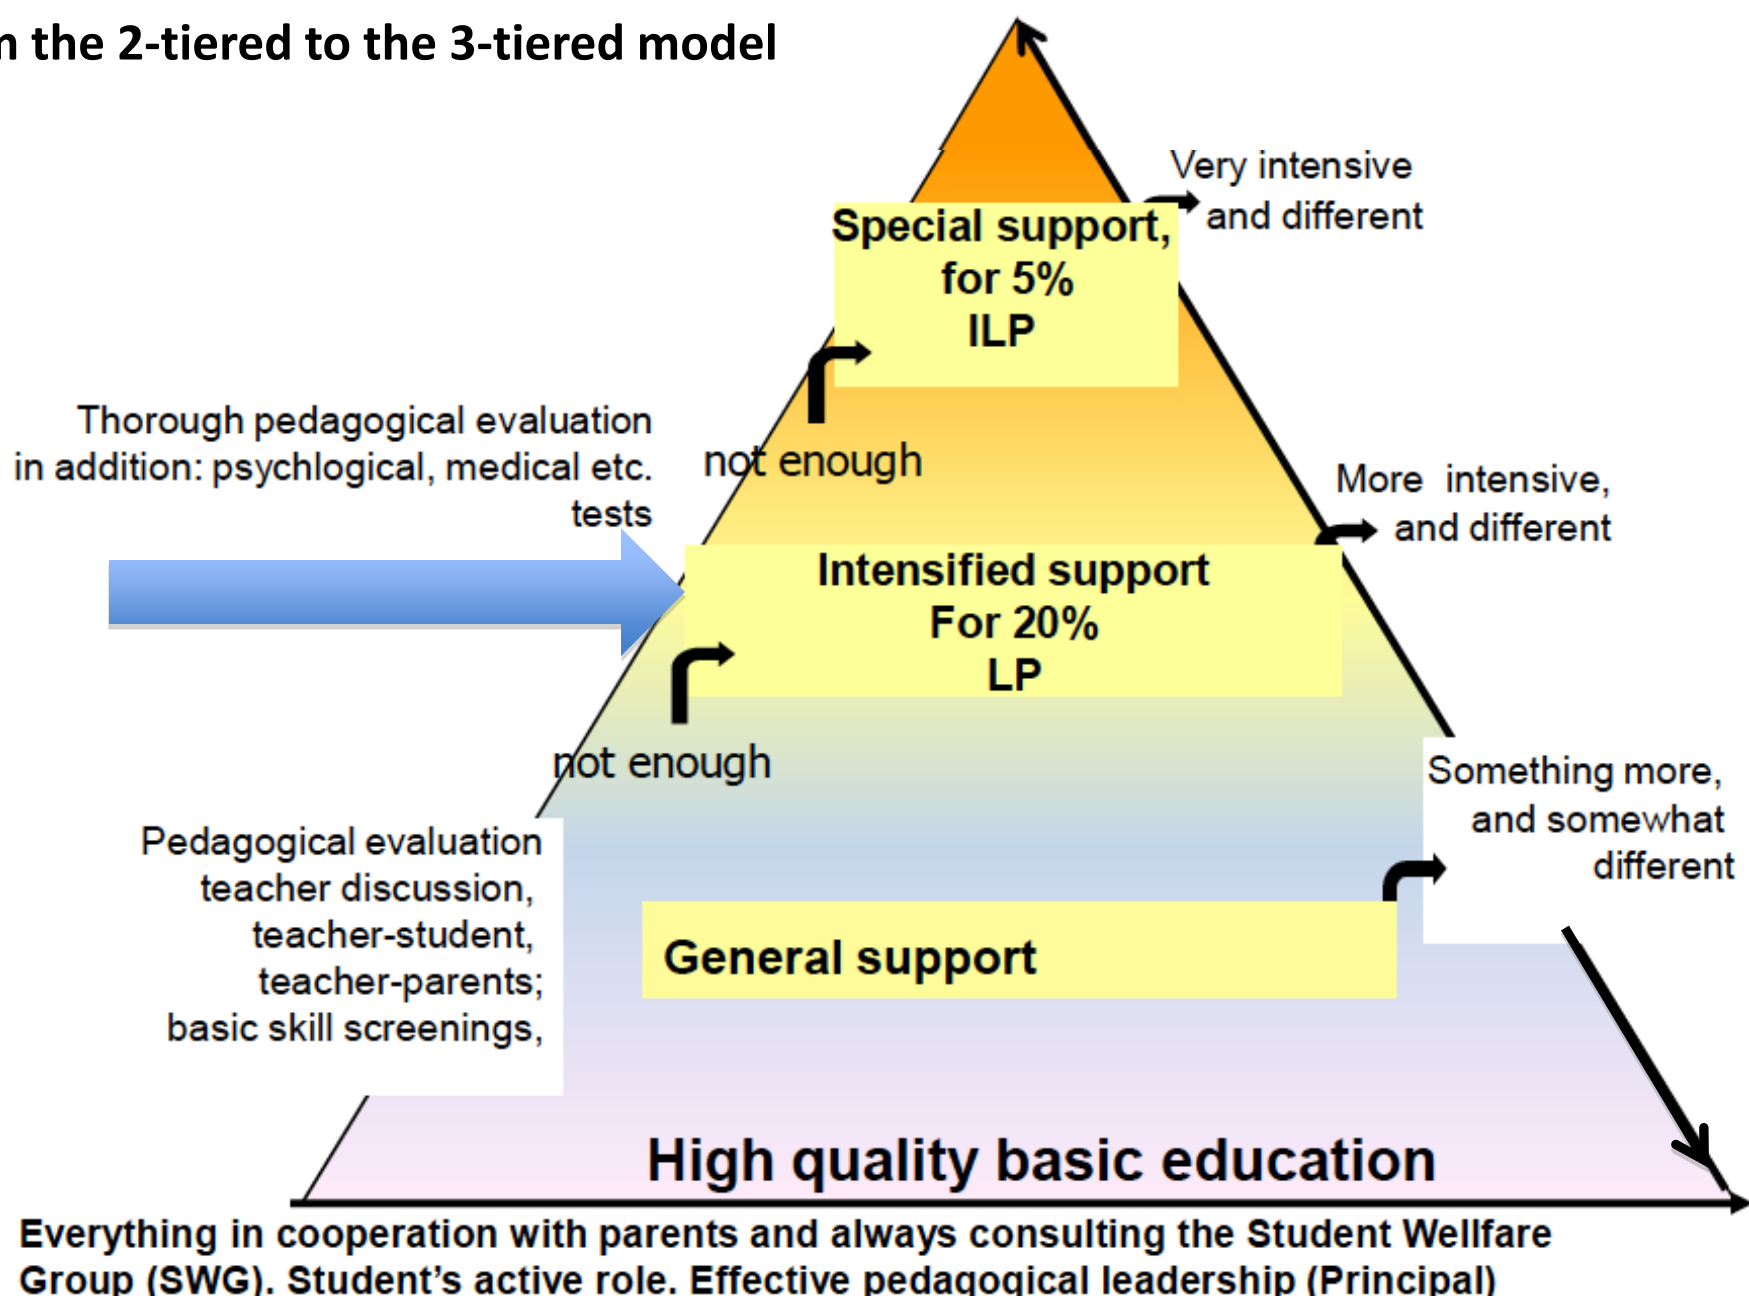 the 2-tiered to the 3-tiered model
Very intensive
and different
Special support,
for 5%
ILP
Thorough pedagogical evaluation
in addition: psychlogical, medical etc.
tests
not enough
More intensive,
and different
Intensified support
For 20%
LP
not enough
Something more,
and somewhat
different
Pedagogical evaluation
teacher discussion,
teacher-student,
teacher-parents;
basic skill screenings,
General support
High quality basic education
Everything in cooperation with parents and always consulting the Student Wellfare
Group (SWG). Student's active role. Effective pedagogical leadership (Principal)